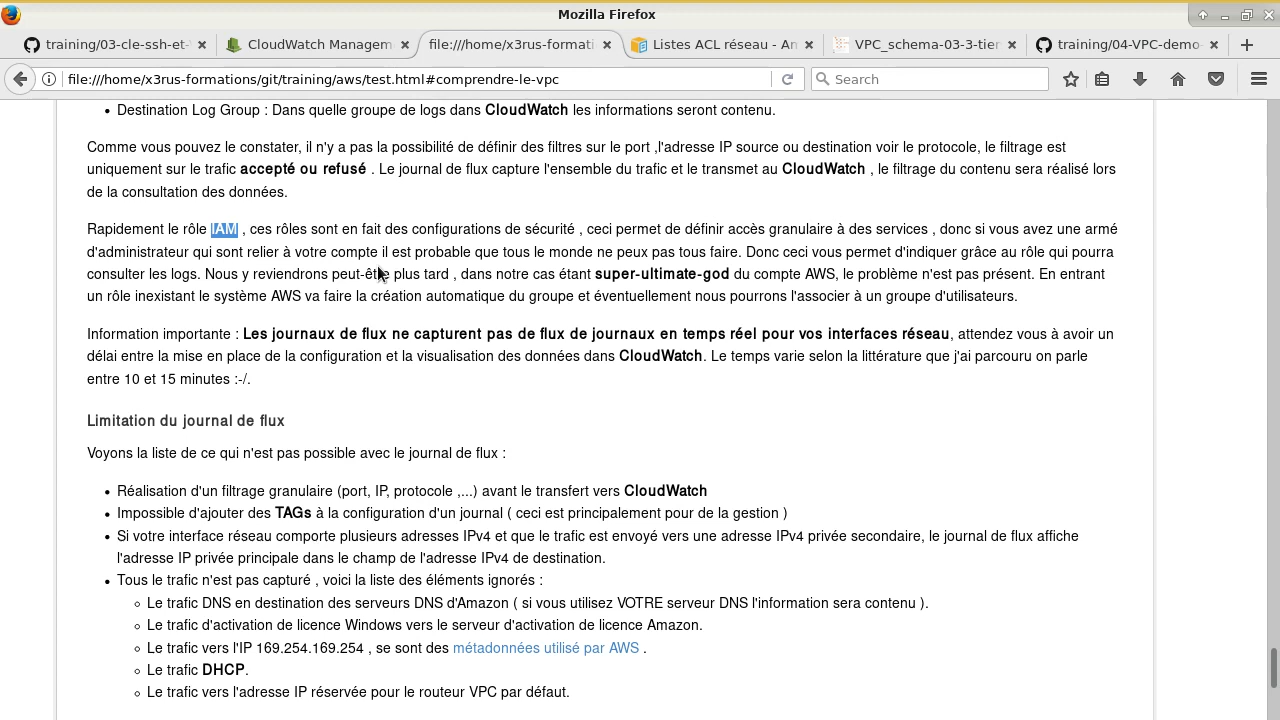 Mozilla Firefox
training/03-cle-ssh-et-
CloudWatch Managem
file:///home/x3rus-formati
Listes ACL réseau - An
VPC_schema-03-3-tier
training/04-VPC-demo-
file:///home/x3rus-formations/git/training/aws/test.html#comprendre-le-vpc
Search
• Destination Log Group : Dans quelle groupe de logs dans CloudWatch les informations seront contenu.
Comme vous pouvez le constater, il n'y a pas la possibilité de définir des filtres sur le port ,l'adresse IP source ou destination voir le protocole, le filtrage est
uniquement sur le trafic accepté ou refusé . Le journal de flux capture l'ensemble du trafic et le transmet au CloudWatch , le filtrage du contenu sera réalisé lors
de la consultation des données.
Rapidement le rôle IAM , ces rôles sont en fait des configurations de sécurité , ceci permet de définir accès granulaire à des services , donc si vous avez une armé
d'administrateur qui sont relier à votre compte il est probable que tous le monde ne peux pas tous faire. Donc ceci vous permet d'indiquer grâce au rôle qui pourra
consulter les logs. Nous y reviendrons peut-être plus tard , dans notre cas étant super-ultimate-god du compte AWS, le problème n'est pas présent. En entrant
un rôle inexistant le système AWS va faire la création automatique du groupe et éventuellement nous pourrons l'associer à un groupe d'utilisateurs.
Information importante : Les journaux de flux ne capturent pas de flux de journaux en temps réel pour vos interfaces réseau, attendez vous à avoir un
délai entre la mise en place de la configuration et la visualisation des données dans CloudWatch. Le temps varie selon la littérature que j'ai parcouru on parle
entre 10 et 15 minutes :-/.
Limitation du journal de flux
Voyons la liste de ce qui n'est pas possible avec le journal de flux :
• Réalisation d'un filtrage granulaire (port, IP, protocole ,...) avant le transfert vers CloudWatch
• Impossible d'ajouter des TAGs à la configuration d'un journal ( ceci est principalement pour de la gestion )
• Si votre interface réseau comporte plusieurs adresses IPv4 et que le trafic est envoyé vers une adresse IPv4 privée secondaire, le journal de flux affiche
l'adresse IP privée principale dans le champ de l'adresse IPv4 de destination.
• Tous le trafic n'est pas capturé , voici la liste des éléments ignorés :
◦ Le trafic DNS en destination des serveurs DNS d'Amazon ( si vous utilisez VOTRE serveur DNS l'information sera contenu ).
◦ Le trafic d'activation de licence Windows vers le serveur d'activation de licence Amazon.
◦ Le trafic vers l'IP 169.254.169.254 , se sont des métadonnées utilisé par AWS .
◦ Le trafic DHCP.
◦ Le trafic vers l'adresse IP réservée pour le routeur VPC par défaut.